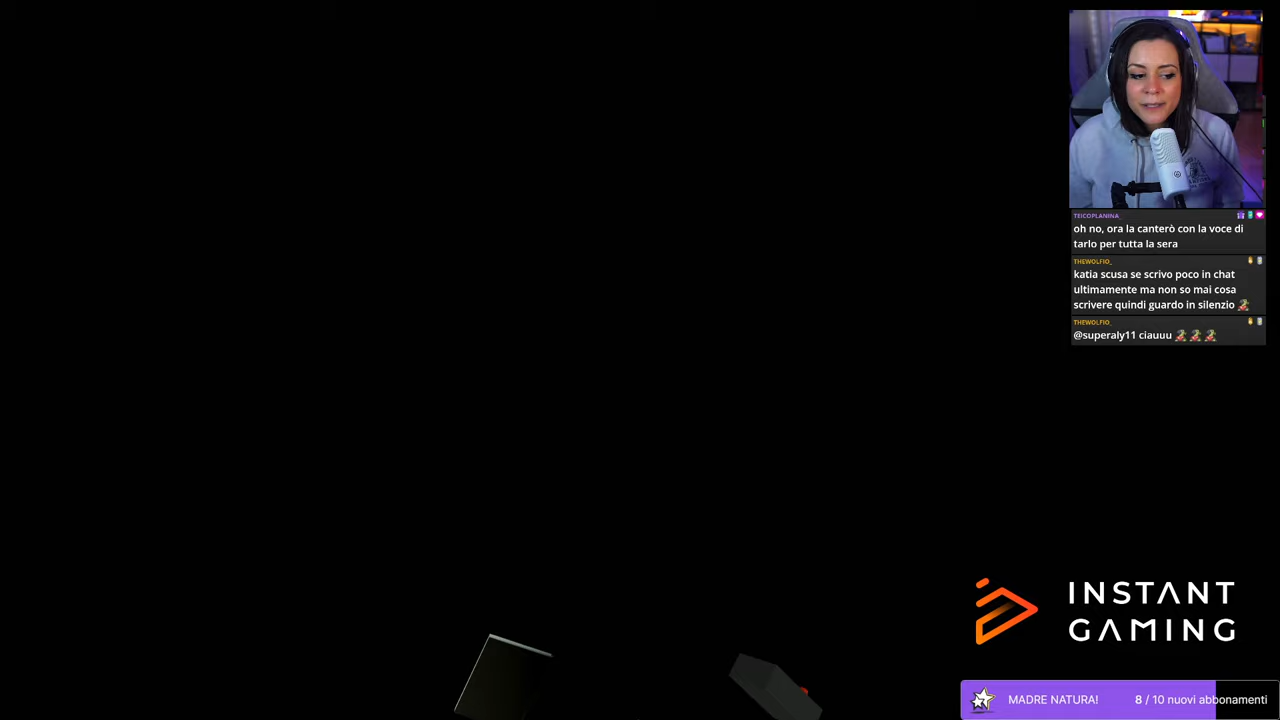 TEICOPLANINA_
oh no, ora la canterò con la voce di
tarlo per tutta la sera
THEWOLFIO_
katia scusa se scrivo poco in chat
ultimamente ma non so mai cosa
scrivere quindi guardo in silenzio
THEWOLFIO_
@superaly11 ciauuu
INSTANT
GAMING
MADRE NATURA! 8 / 10 nuovi abbonamenti